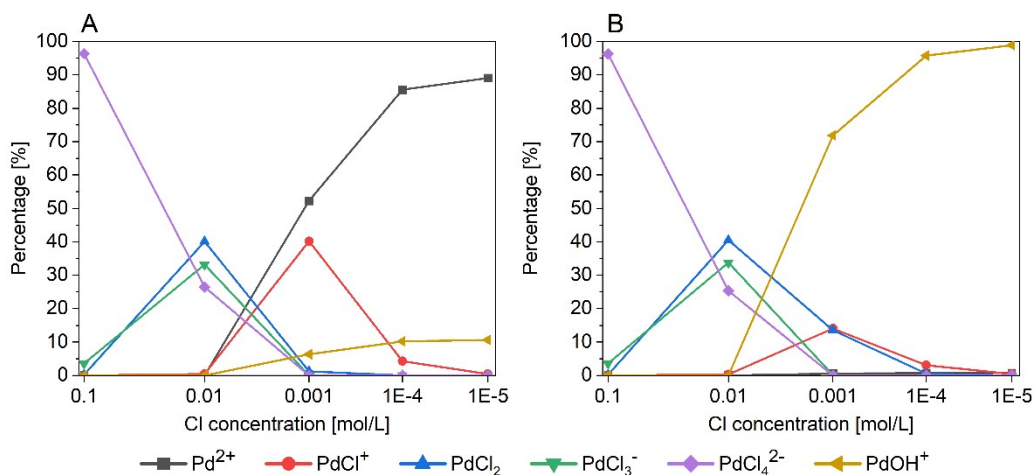 A
B
Percentage [%]
100
90
80
70
60
50
40
30
20
10
0
0.1 0.01 0.001 1E-4 1E-5
Cl concentration [mol/L]
Percentage [%]
100
90
80
70
60
50
40
30
20
10
0
0.1 0.01 0.001 1E-4 1E-5
Cl concentration [mol/L]
Pd²⁺ PdCl⁺ PdCl₂ PdCl₃⁻ PdCl₄²⁻ PdOH⁺